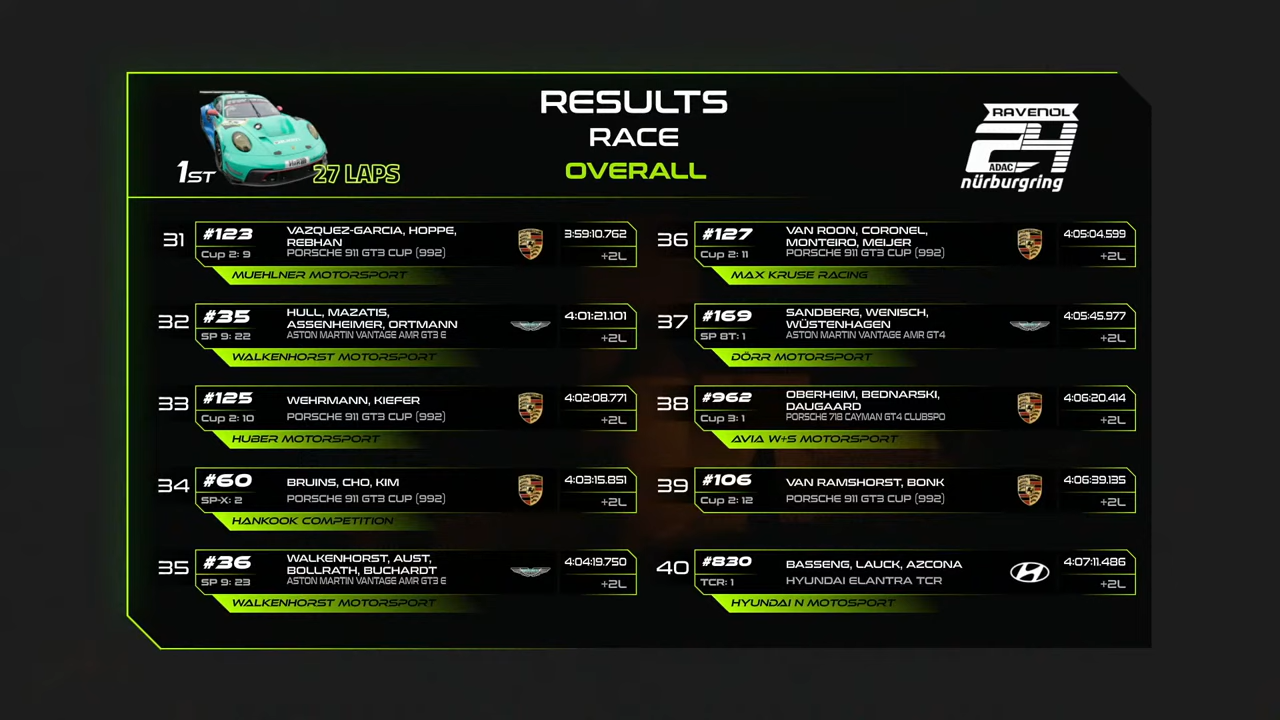 RESULTS
RACE
OVERALL
1ST
27 LAPS
RAVENOL
24
ADAC
nürburgring
31
#123
Cup 2: 9
VAZQUEZ-GARCIA, HOPPE,
REBHAN
PORSCHE 911 GT3 CUP (992)
3:59:10.762
+2L
MUEHLNER MOTORSPORT
32
#35
SP 9: 22
HULL, MAZATIS,
ASSENHEIMER, ORTMANN
ASTON MARTIN VANTAGE AMR GT3 E
4:01:21.101
+2L
WALKENHORST MOTORSPORT
33
#125
Cup 2: 10
WEHRMANN, KIEFER
PORSCHE 911 GT3 CUP (992)
4:02:08.771
+2L
HUBER MOTORSPORT
34
#60
SP-X: 2
BRUINS, CHO, KIM
PORSCHE 911 GT3 CUP (992)
4:03:15.851
+2L
HANKOOK COMPETITION
35
#36
SP 9: 23
WALKENHORST, AUST,
BOLLRATH, BUCHARDT
ASTON MARTIN VANTAGE AMR GT3 E
4:04:19.750
+2L
WALKENHORST MOTORSPORT
36
#127
Cup 2: 11
VAN ROON, CORONEL,
MONTEIRO, MEIJER
PORSCHE 911 GT3 CUP (992)
4:05:04.599
+2L
MAX KRUSE RACING
37
#169
SP 8T: 1
SANDBERG, WENISCH,
WÜSTENHAGEN
ASTON MARTIN VANTAGE AMR GT4
4:05:45.977
+2L
DÖRR MOTORSPORT
38
#962
Cup 3: 1
OBERHEIM, BEDNARSKI,
DAUGAARD
PORSCHE 718 CAYMAN GT4 CLUBSPO
4:06:20.414
+2L
AVIA W+S MOTORSPORT
39
#106
Cup 2: 12
VAN RAMSHORST, BONK
PORSCHE 911 GT3 CUP (992)
4:06:39.135
+2L
40
#830
TCR: 1
BASSENG, LAUCK, AZCONA
HYUNDAI ELANTRA TCR
4:07:11.486
+2L
HYUNDAI N MOTOSPORT